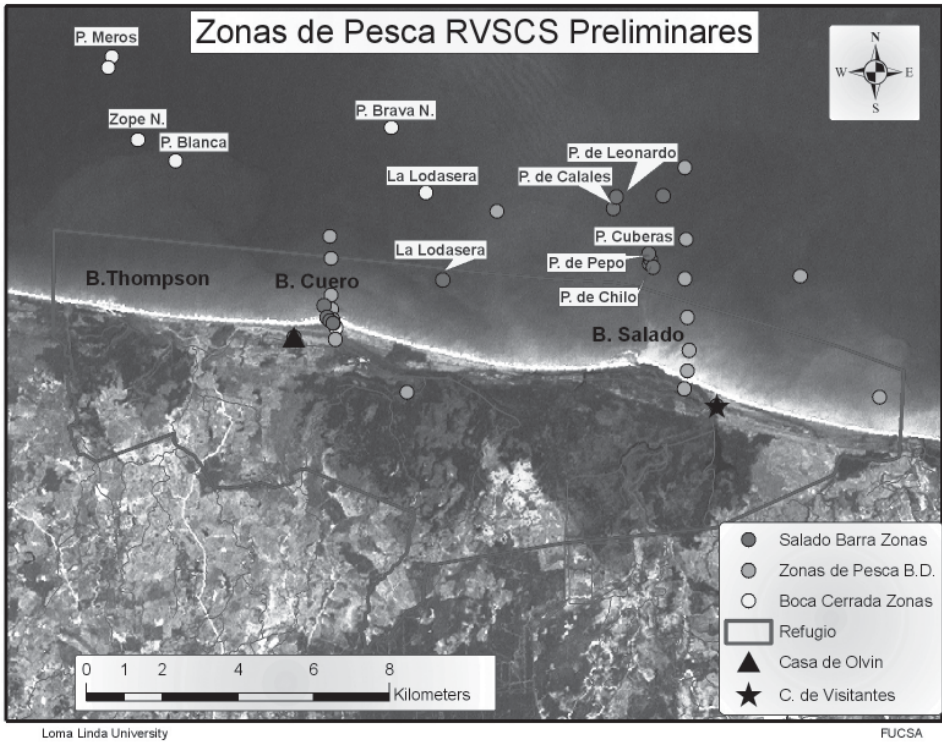 Zonas de Pesca RVSCS Preliminares
P. Meros
N
W E
S
Zope N.
P. Blanca
P. Brava N.
P. de Leonardo
La Lodasera
P. de Calales
P. Cuberas
La Lodasera
P. de Pepo
B.Thompson
B. Cuero
P. de Chilo
B. Salado
Salado Barra Zonas
Zonas de Pesca B.D.
Boca Cerrada Zonas
Refugio
Casa de Olvin
C. de Visitantes
0 1 2 4 6 8
Kilometers
Loma Linda University
FUCSA